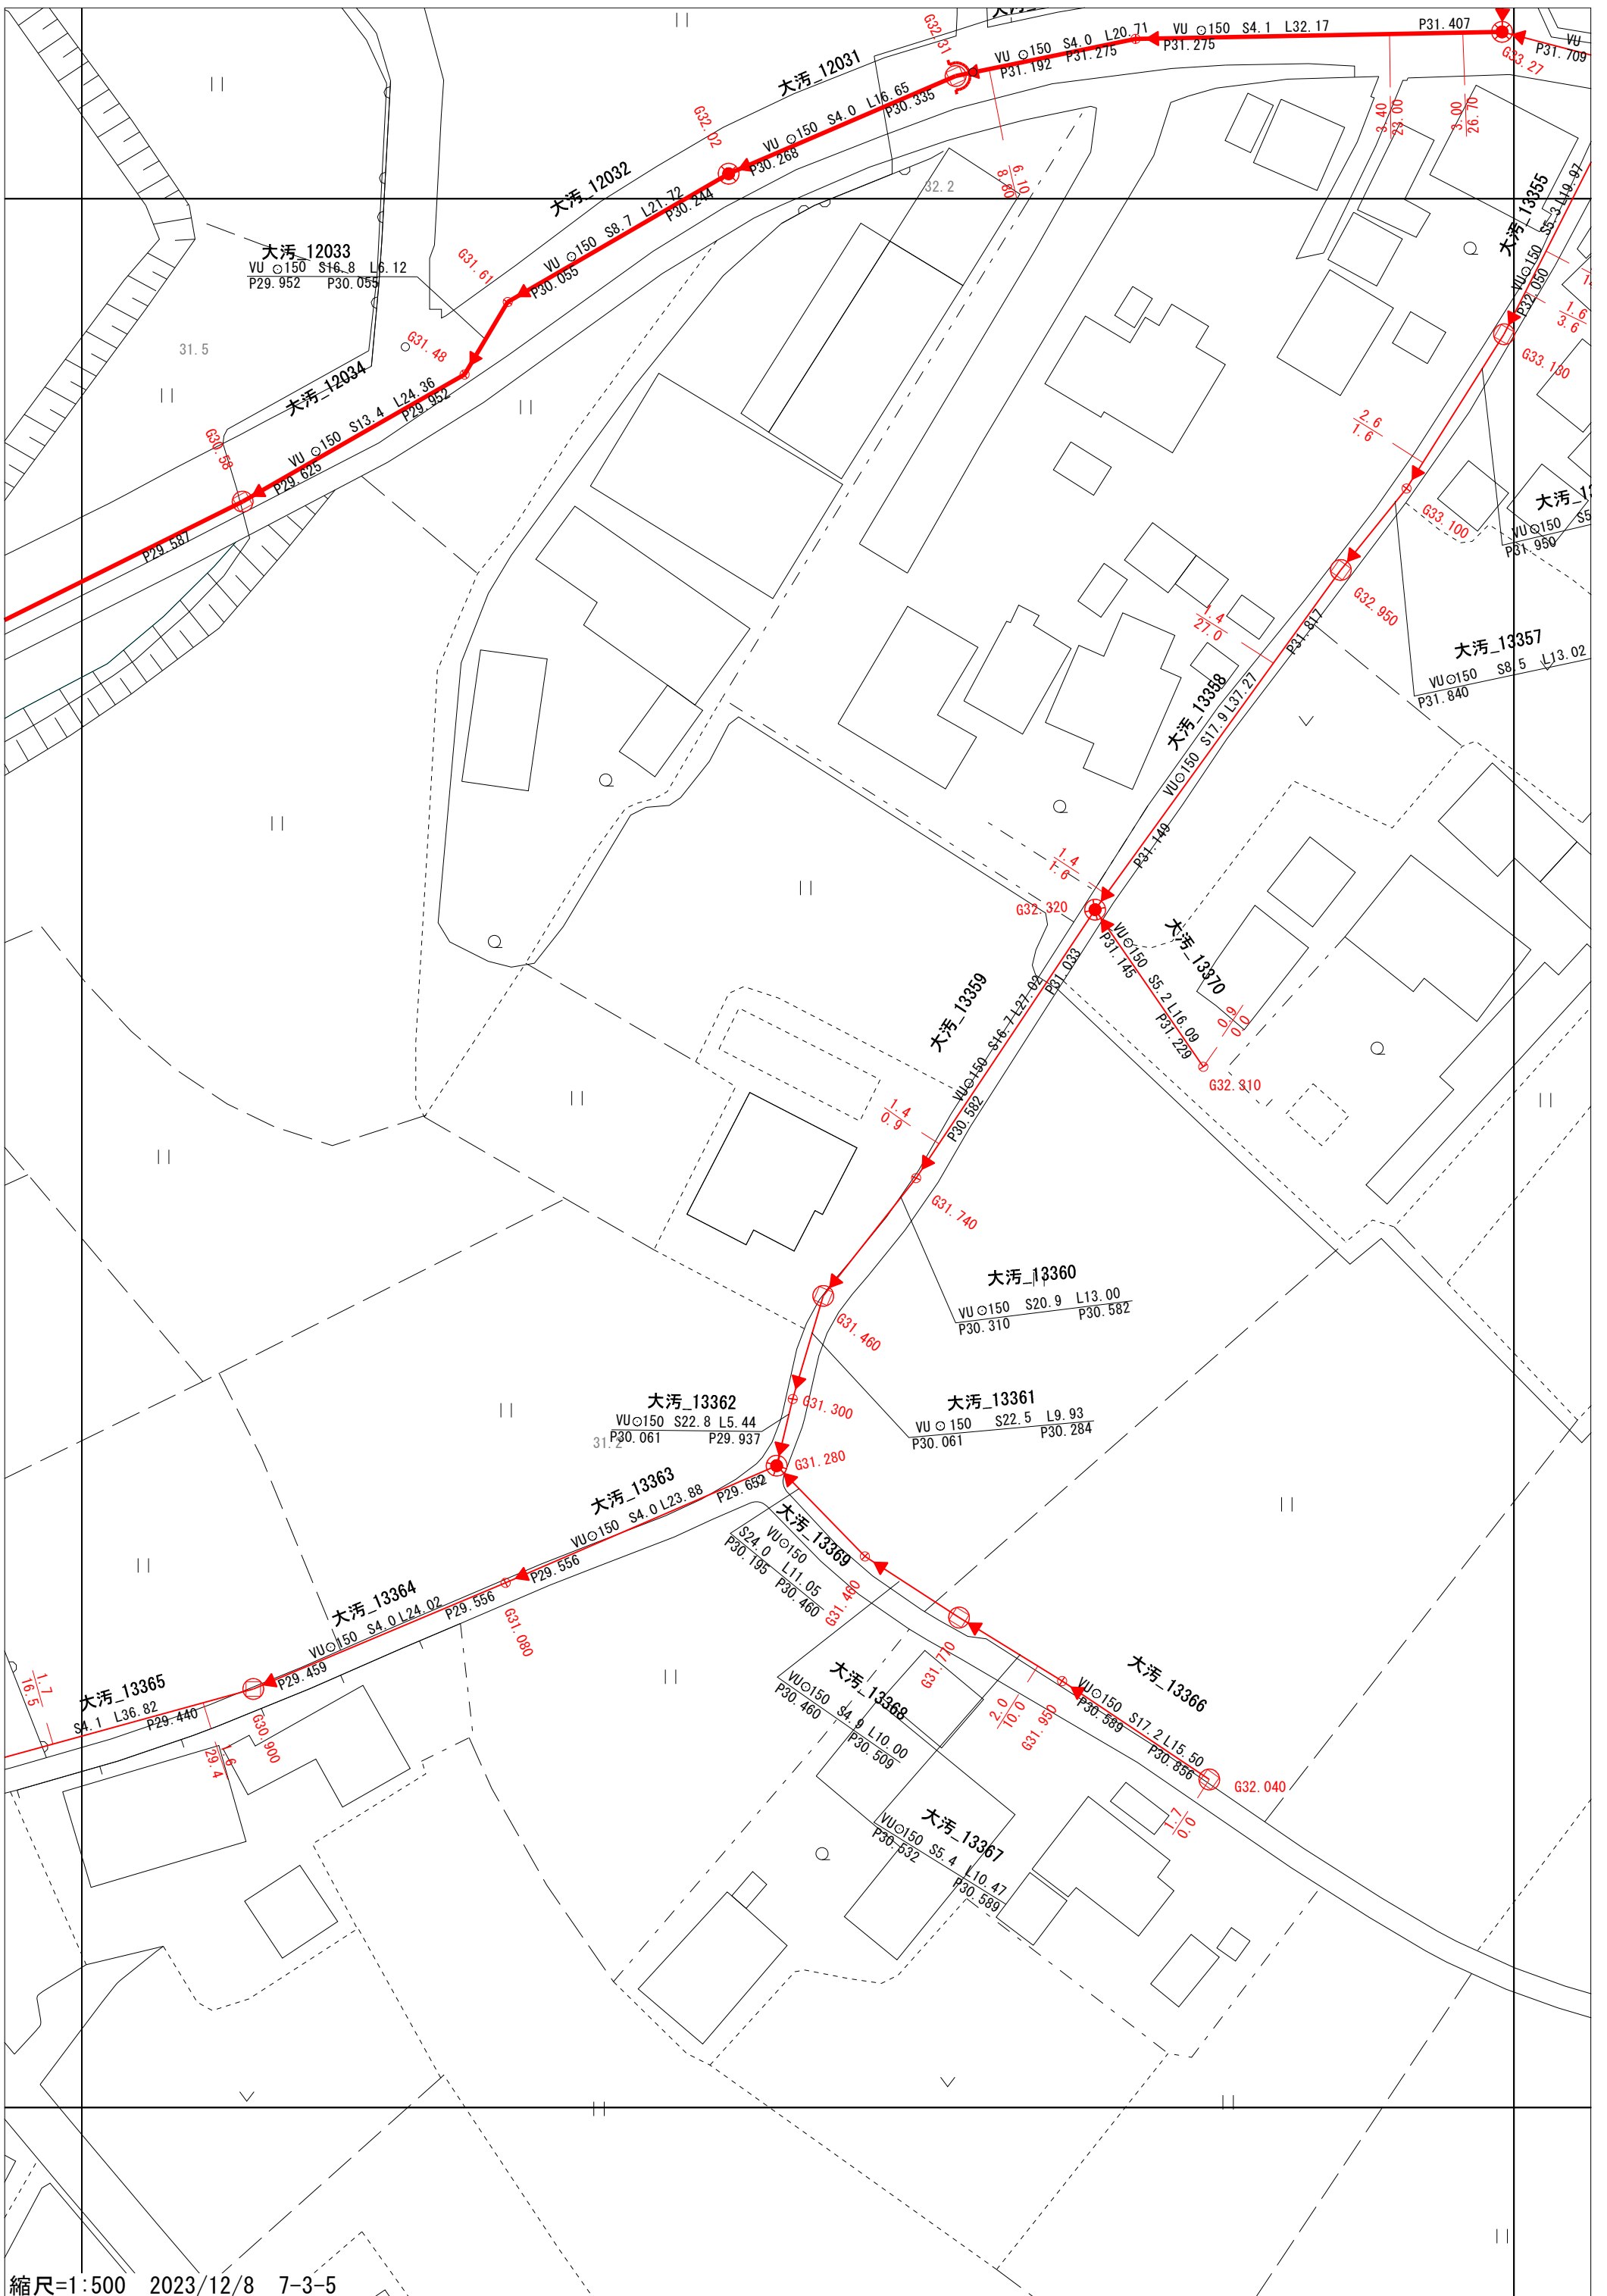 G32.31
VU ⊙150 S4.0 L20.71
P31.192 P31.275
VU ⊙150 S4.1 L32.17
P31.275
P31.407
G33.27
VU
P31.709
大汚_12031
VU ⊙150 S4.0 L16.65
P30.268 P30.335
3.40
23.00
3.00
26.70
G32.02
6.10
8.80
32.2
大汚_12032
VU ⊙150 S8.7 L21.72
P30.055 P30.244
大汚_13355
VU⊙150 S5.3 L19.97
P32.050
大汚_12033
VU ⊙150 S16.8 L6.12
P29.952 P30.055
G31.61
1.6
3.6
G33.130
31.5
G31.48
大汚_12034
VU ⊙150 S13.4 L24.36
P29.625 P29.952
2.6
1.6
G30.58
G33.100
VU⊙150
P31.950
P29.587
G32.950
1.4
27.0
P31.817
大汚_13357
VU⊙150 S8.5 L13.02
P31.840
大汚_13358
VU⊙150 S17.9 L37.27
P31.149
1.4
1.6
G32.320
大汚_13370
VU⊙150 S5.2 L16.09
P31.145 P31.229
0.9
0.0
G32.310
大汚_13359
VU⊙150 S16.7 L27.02
P30.582 P31.033
1.4
0.9
G31.740
大汚_13360
VU⊙150 S20.9 L13.00
P30.310 P30.582
G31.460
大汚_13361
VU ⊙150 S22.5 L9.93
P30.061 P30.284
大汚_13362
VU⊙150 S22.8 L5.44
P30.061 P29.937
31.2
G31.300
G31.280
大汚_13363
VU⊙150 S4.0 L23.88
P29.556 P29.652
大汚_13369
VU⊙150
S24.0 L11.05
P30.195 P30.460
G31.460
G31.080
大汚_13364
VU⊙150 S4.0 L24.02
P29.459 P29.556
G31.770
大汚_13366
VU⊙150 S17.2 L15.50
P30.589 P30.856
大汚_13368
VU⊙150 S4.9 L10.00
P30.460 P30.509
2.0
10.0
G31.950
G32.040
1.7
0.0
1.7
16.5
大汚_13365
S4.1 L36.82
P29.440
1.6
29.4
G30.900
大汚_13367
VU⊙150 S5.4 L10.47
P30.532 P30.589
縮尺=1:500 2023/12/8 7-3-5